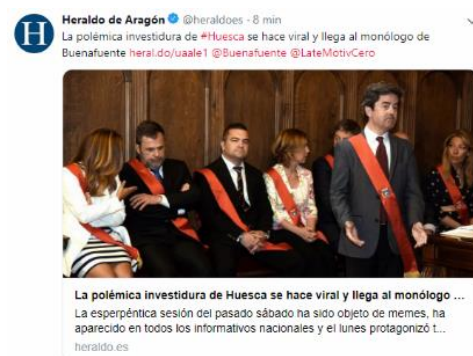 H
Heraldo de Aragón @heraldoes · 8 min
La polémica investidura de #Huesca se hace viral y llega al monólogo de
Buenafuente heral.do/uaale1 @Buenafuente @LateMotivCero
La polémica investidura de Huesca se hace viral y llega al monólogo ...
La esperpéntica sesión del pasado sábado ha sido objeto de memes, ha
aparecido en todos los informativos nacionales y el lunes protagonizó t...
heraldo.es